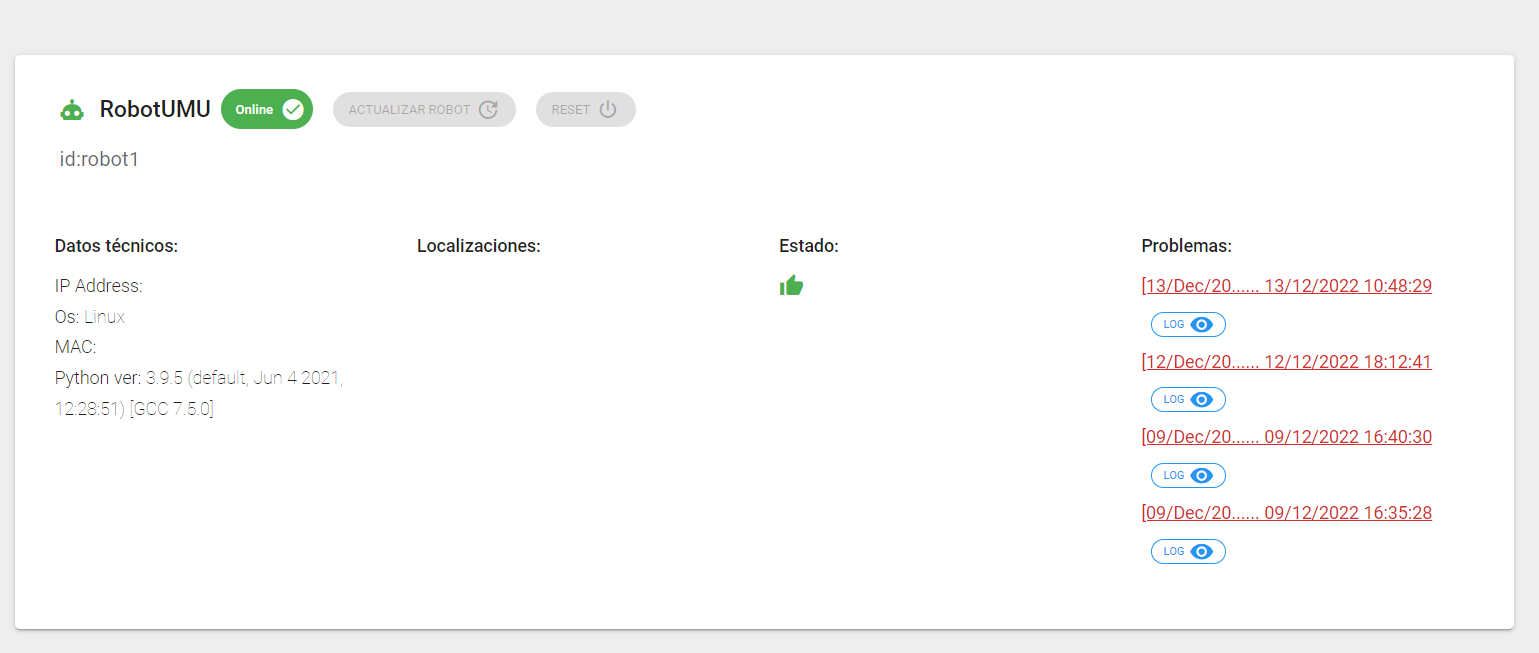 RobotUMU
Online
ACTUALIZAR ROBOT
RESET
id:robot1
Datos técnicos:
IP Address:
Os: Linux
MAC:
Python ver: 3.9.5 (default, Jun 4 2021,
12:28:51) [GCC 7.5.0]
Localizaciones:
Estado:
Problemas:
[13/Dec/20...... 13/12/2022 10:48:29
LOG
[12/Dec/20...... 12/12/2022 18:12:41
LOG
[09/Dec/20...... 09/12/2022 16:40:30
LOG
[09/Dec/20...... 09/12/2022 16:35:28
LOG